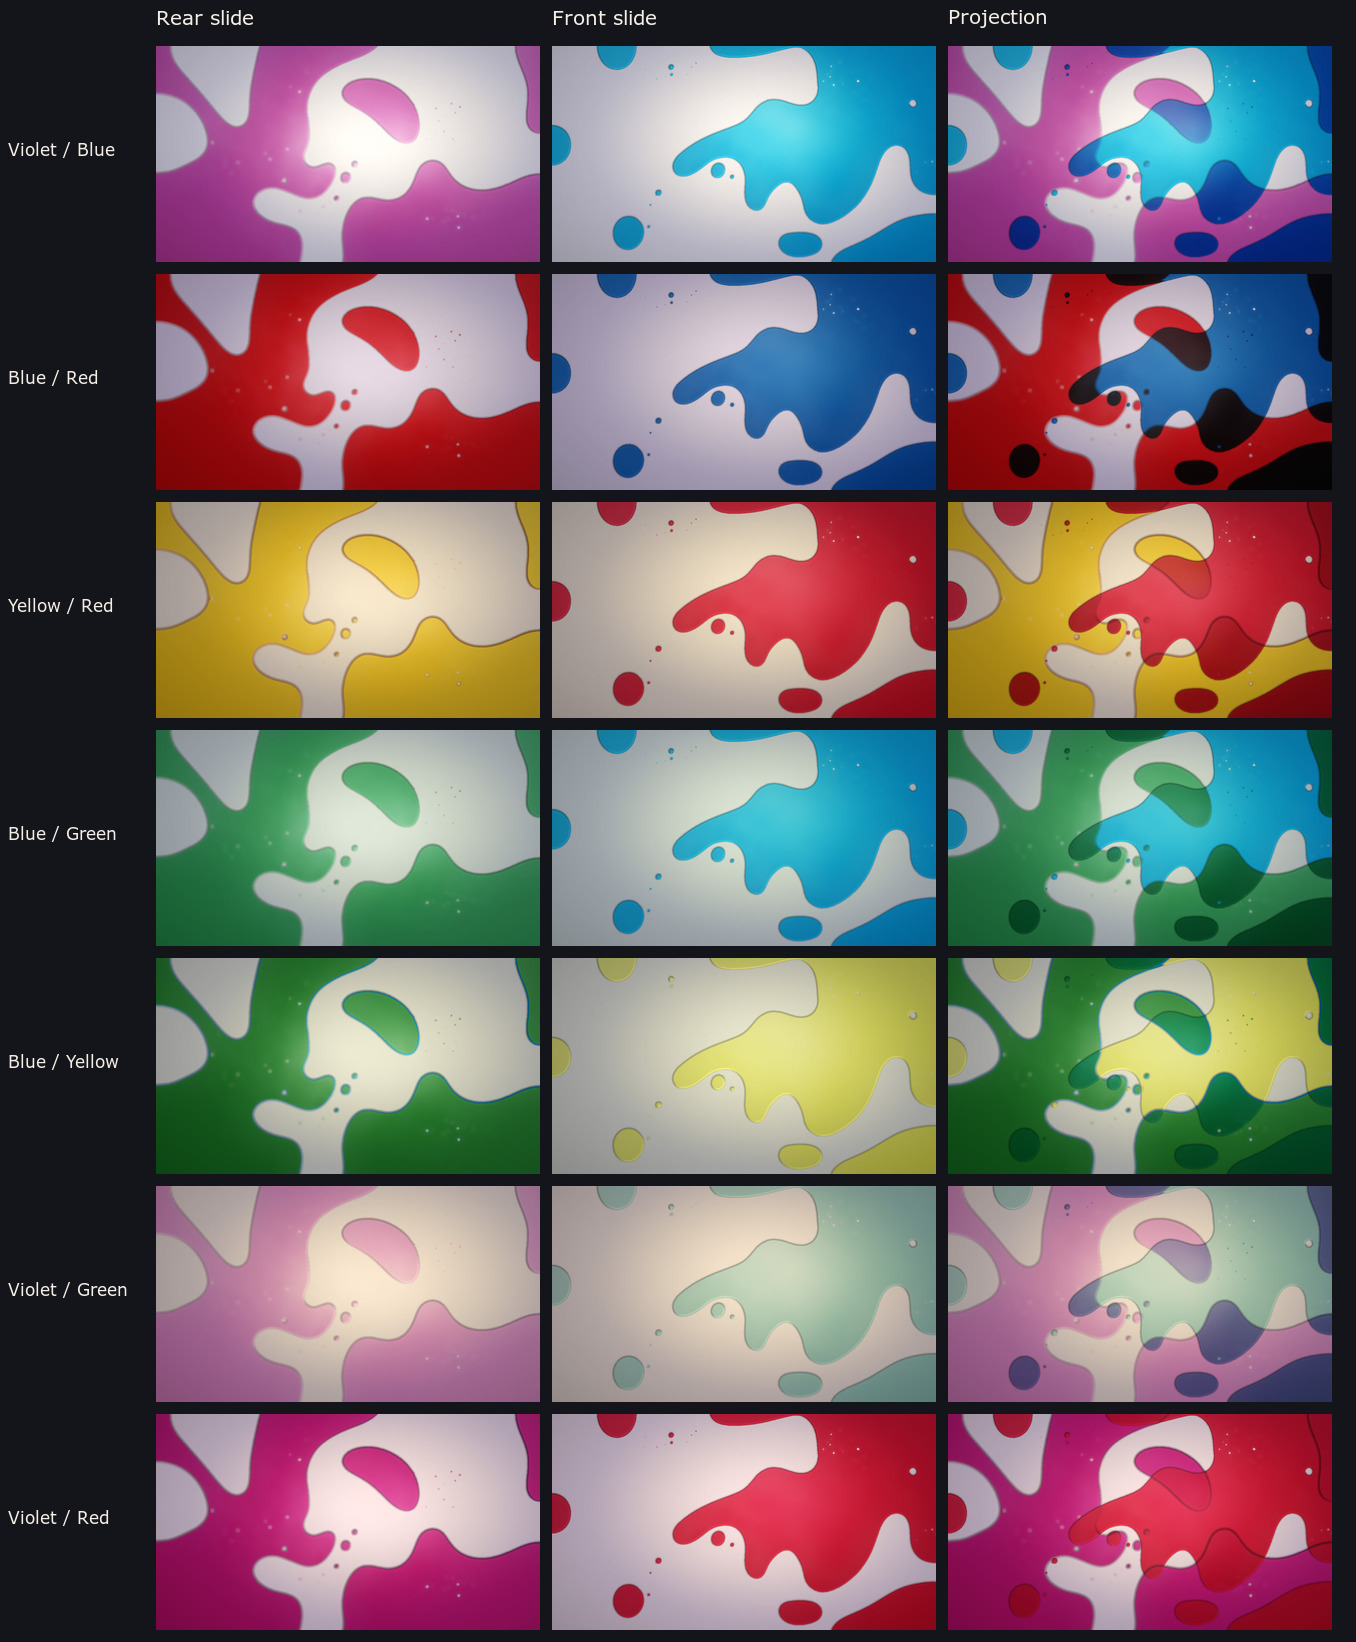 Rear slide
Front slide
Projection
Violet / Blue
Blue / Red
Yellow / Red
Blue / Green
Blue / Yellow
Violet / Green
Violet / Red